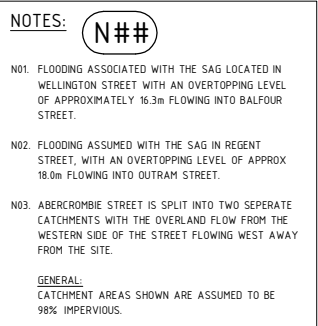 NOTES:
N##
N01. FLOODING ASSOCIATED WITH THE SAG LOCATED IN
WELLINGTON STREET WITH AN OVERTOPPING LEVEL
OF APPROXIMATELY 16.3m FLOWING INTO BALFOUR
STREET.
N02. FLOODING ASSUMED WITH THE SAG IN REGENT
STREET, WITH AN OVERTOPPING LEVEL OF APPROX
18.0m FLOWING INTO OUTRAM STREET.
N03. ABERCROMBIE STREET IS SPLIT INTO TWO SEPERATE
CATCHMENTS WITH THE OVERLAND FLOW FROM THE
WESTERN SIDE OF THE STREET FLOWING WEST AWAY
FROM THE SITE.
GENERAL:
CATCHMENT AREAS SHOWN ARE ASSUMED TO BE
98% IMPERVIOUS.